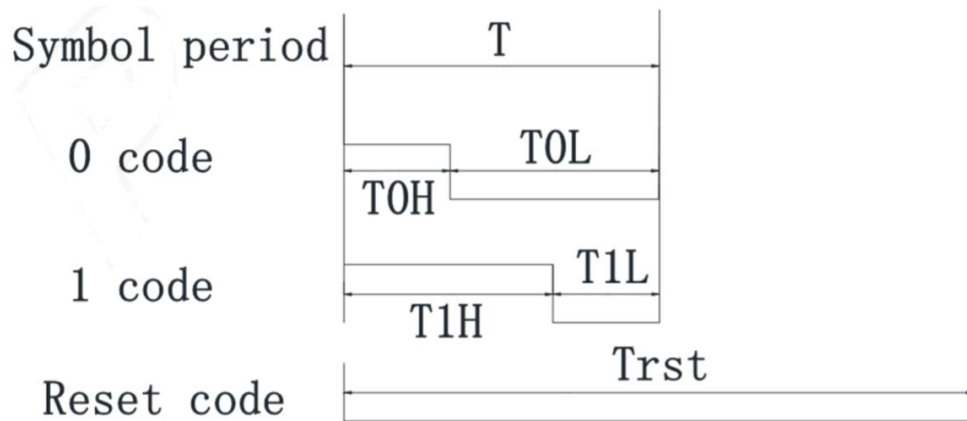 Symbol period
T
0 code
T0L
T0H
1 code
T1L
T1H
Trst
Reset code